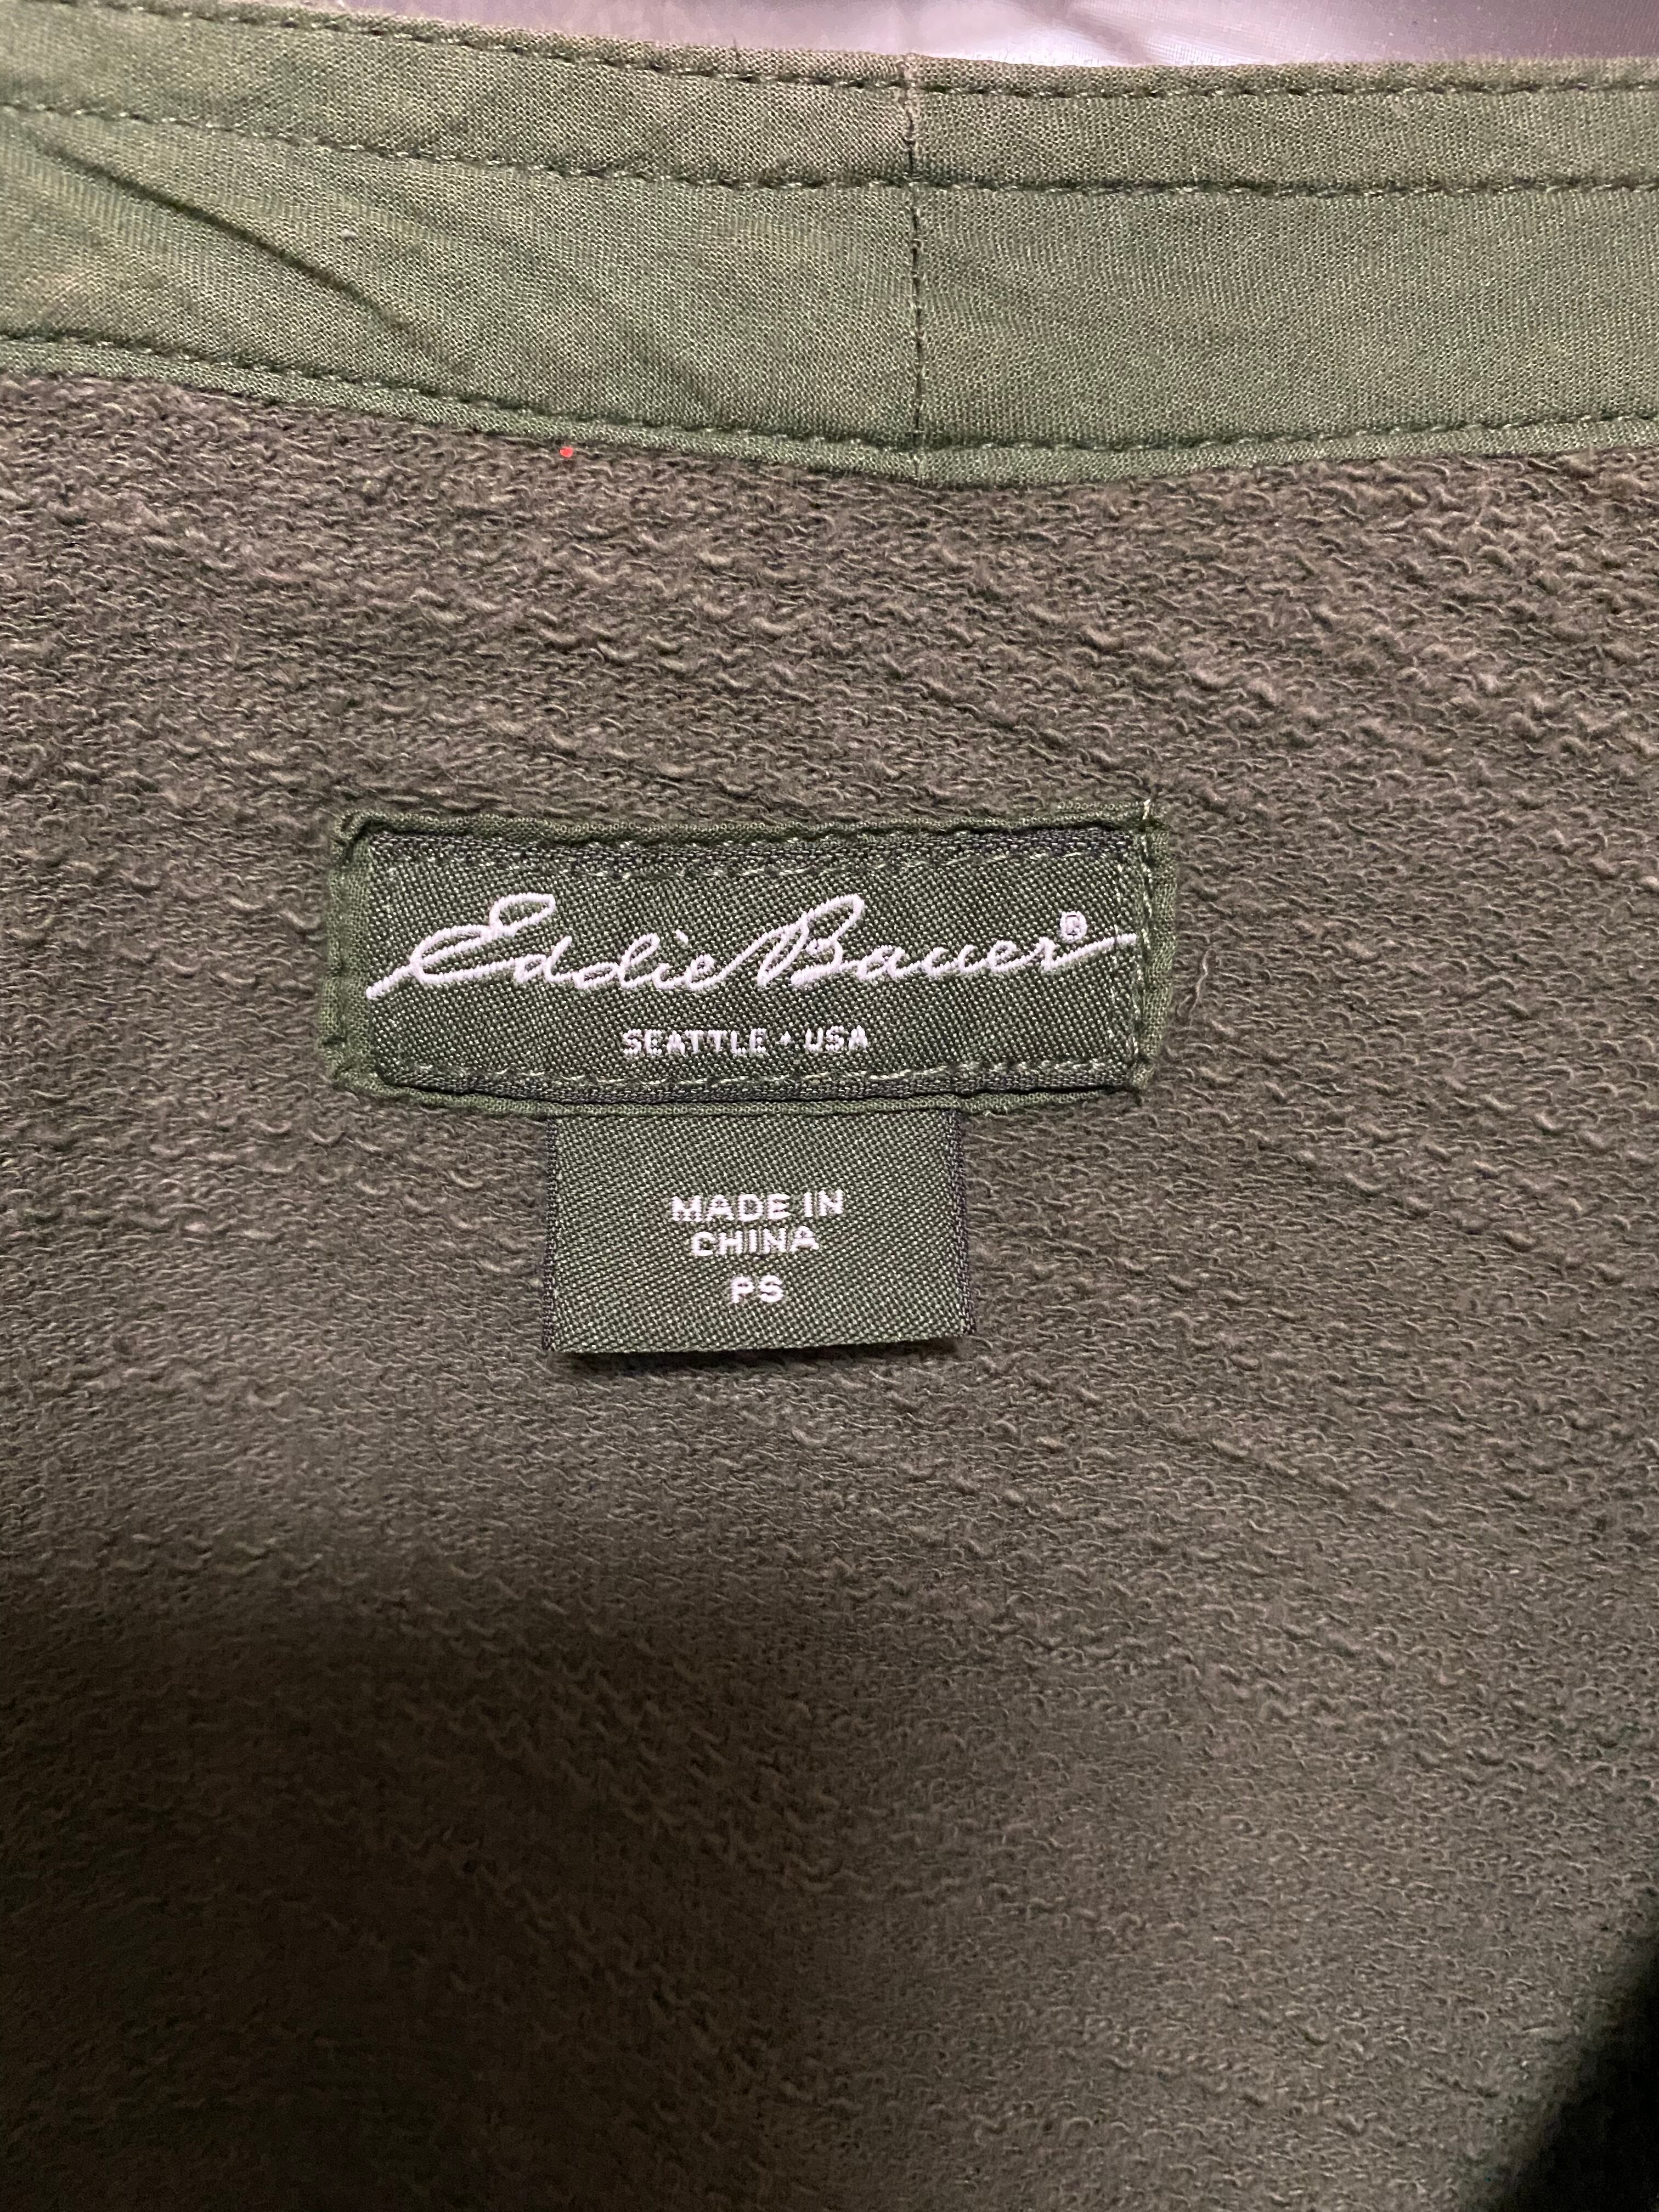 Eddie Bauer®
SEATTLE • USA
MADE IN
CHINA
PS